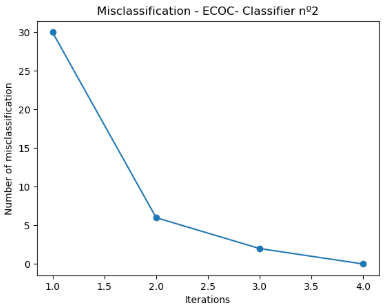 Misclassification - ECOC- Classifier nº2
Number of misclassification
30
25
20
15
10
5
0
1.0 1.5 2.0 2.5 3.0 3.5 4.0
Iterations